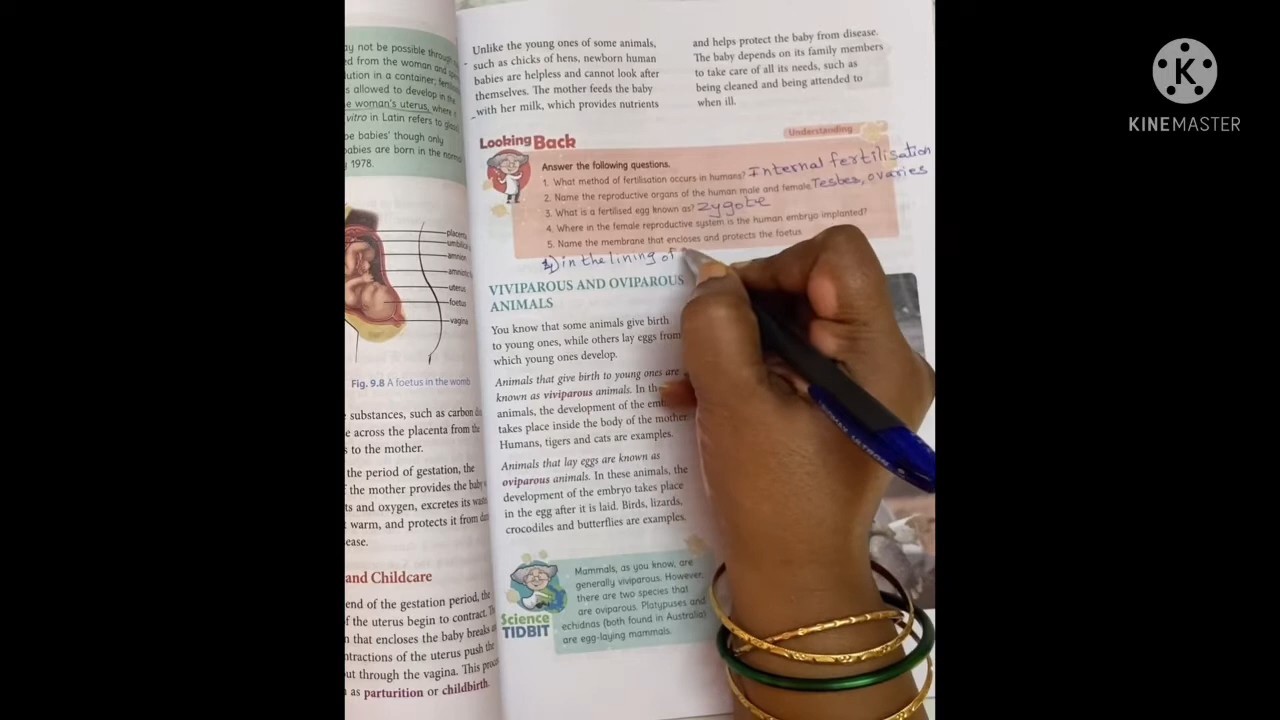 ay not be possible through
ed from the woman and
lution in a container; 
s allowed to develop in the
e woman's uterus, where
vitro in Latin refers to
be babies' though only
babies are born in the
1978.
placenta
amnion
amniotic
uterus
foetus
vagina
Fig. 9.8 A foetus in the womb
substances, such as carbon
e across the placenta from the
s to the mother.
the period of gestation, the
f the mother provides the baby
ts and oxygen, excretes its
t warm, and protects it from
ease.
and Childcare
end of the gestation period, the
of the uterus begin to contract.
n that encloses the baby breaks
ntractions of the uterus push the
out through the vagina. This
n as parturition or childbirth.
Unlike the young ones of some animals,
such as chicks of hens, newborn human
babies are helpless and cannot look after
themselves. The mother feeds the baby
with her milk, which provides nutrients
and helps protect the baby from disease.
The baby depends on its family members
to take care of all its needs, such as
being cleaned and being attended to
when ill.
Looking Back
Understanding
Answer the following questions.
1. What method of fertilisation occurs in humans? Internal fertilisation
2. Name the reproductive organs of the human male and female. Testes, ovaries
3. What is a fertilised egg known as? Zygote
4. Where in the female reproductive system is the human embryo implanted?
5. Name the membrane that encloses and protects the foetus
4) in the lining of
VIVIPAROUS AND OVIPAROUS
ANIMALS
You know that some animals give birth
to young ones, while others lay eggs from
which young ones develop.
Animals that give birth to young ones are
known as viviparous animals. In
animals, the development of the
takes place inside the body of the mother.
Humans, tigers and cats are examples.
Animals that lay eggs are known as
oviparous animals. In these animals, the
development of the embryo takes place
in the egg after it is laid. Birds, lizards,
crocodiles and butterflies are examples.
Science
TIDBIT
Mammals, as you know, are
generally viviparous. However,
there are two species that
are oviparous. Platypuses and
echidnas (both found in Australia)
are egg-laying mammals.
K
KINEMASTER